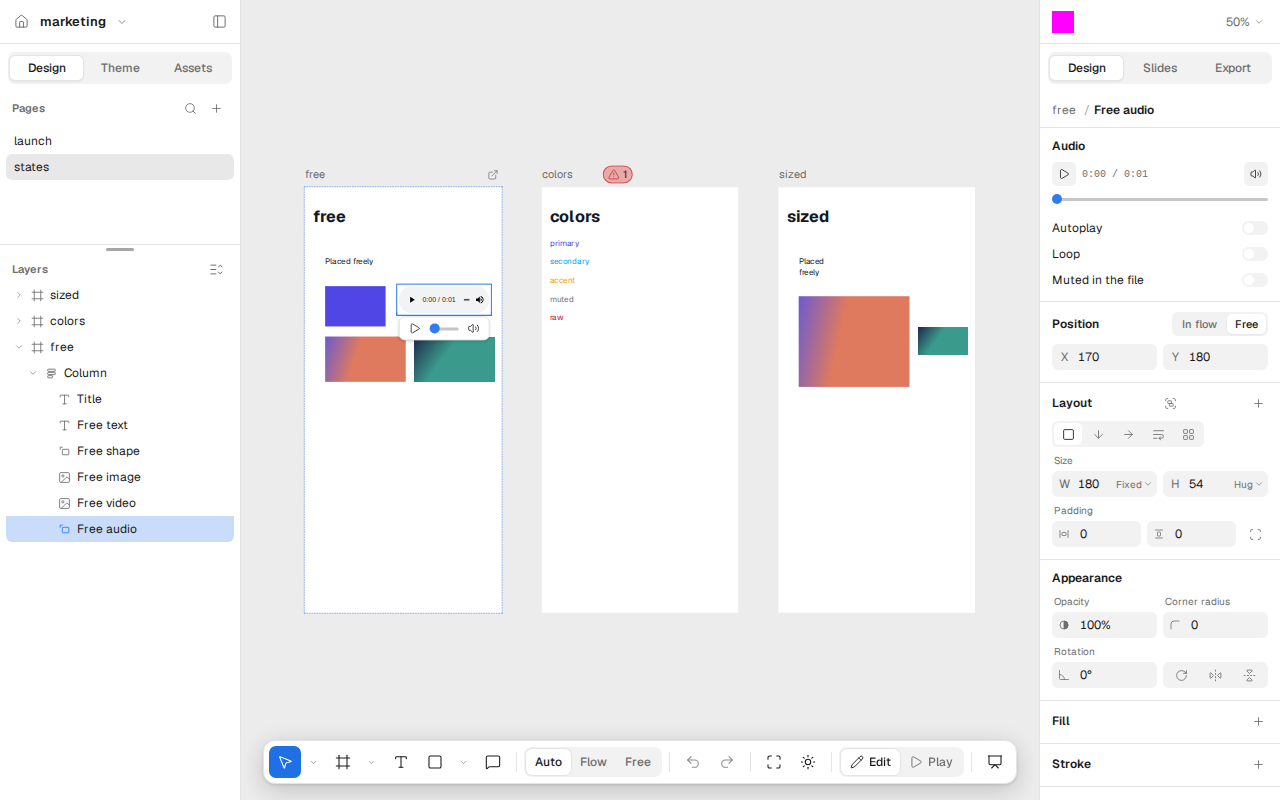 marketing
50%
Design
Theme
Assets
Design
Slides
Export
Pages
launch
states
free / Free audio
Audio
0:00 / 0:01
Autoplay
Loop
Muted in the file
Position
In flow
Free
X 170
Y 180
Layout
Size
W 180 Fixed
H 54 Hug
Padding
0
0
Appearance
Opacity
Corner radius
100%
0
Rotation
0°
Fill
Stroke
Layers
sized
colors
free
Column
Title
Free text
Free shape
Free image
Free video
Free audio
free
free
Placed freely
0:00 / 0:01
colors
1
colors
primary
secondary
accent
muted
raw
sized
sized
Placed
freely
Auto
Flow
Free
Edit
Play